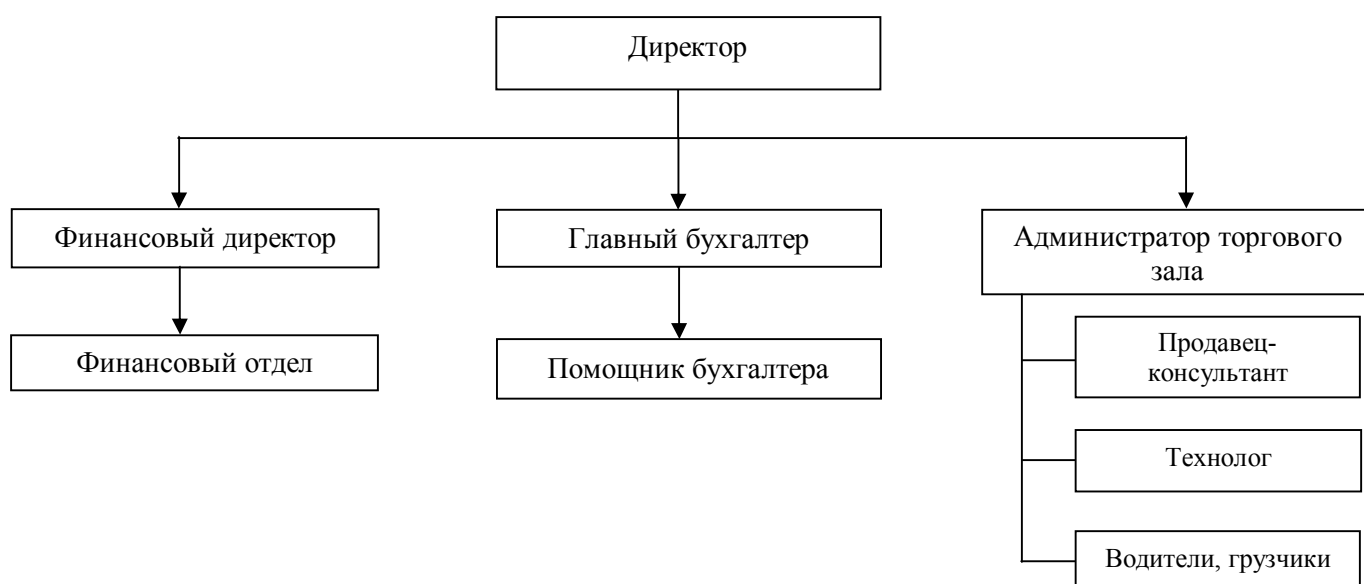 Директор
Финансовый директор
Главный бухгалтер
Администратор торгового
зала
Финансовый отдел
Помощник бухгалтера
Продавец-
консультант
Технолог
Водители, грузчики